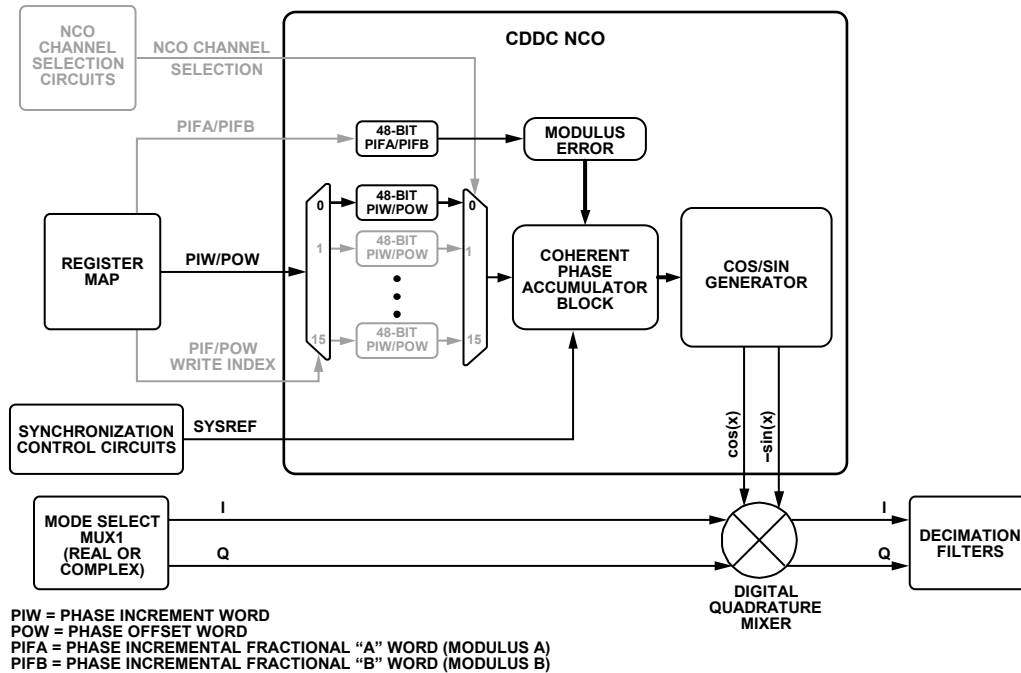 NCO
CHANNEL
SELECTION
CIRCUITS
NCO CHANNEL
SELECTION
CDDC NCO
PIFA/PIFB
48-BIT
PIFA/PIFB
MODULUS
ERROR
REGISTER
MAP
PIW/POW
0
48-BIT
PIW/POW
0
1
48-BIT
PIW/POW
1
15
48-BIT
PIW/POW
15
COHERENT
PHASE
ACCUMULATOR
BLOCK
COS/SIN
GENERATOR
PIF/POW
WRITE INDEX
SYNCHRONIZATION
CONTROL CIRCUITS
SYSREF
cos(x)
–sin(x)
MODE SELECT
MUX1
(REAL OR
COMPLEX)
I
Q
I
Q
DECIMATION
FILTERS
DIGITAL
QUADRATURE
MIXER
PIW = PHASE INCREMENT WORD
POW = PHASE OFFSET WORD
PIFA = PHASE INCREMENTAL FRACTIONAL “A” WORD (MODULUS A)
PIFB = PHASE INCREMENTAL FRACTIONAL “B” WORD (MODULUS B)